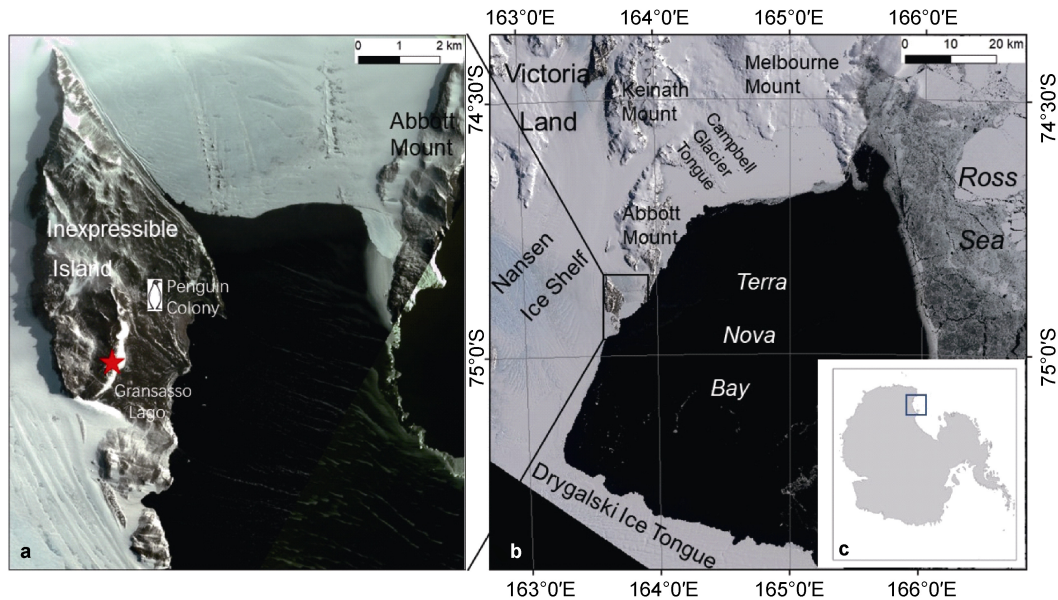 163°0′E 164°0′E 165°0′E 166°0′E
0 1 2 km
Abbott
Mount
Inexpressible
Island
Penguin
Colony
Gransasso
Lago
a
74°30′S
75°0′S
0 10 20 km
Victoria
Land
Keinath
Mount
Melbourne
Mount
Campbell
Glacier
Tongue
Ross
Sea
Abbott
Mount
Nansen
Ice Shelf
Terra
Nova
Bay
Drygalski Ice Tongue
b
c
74°30′S
75°0′S
163°0′E 164°0′E 165°0′E 166°0′E